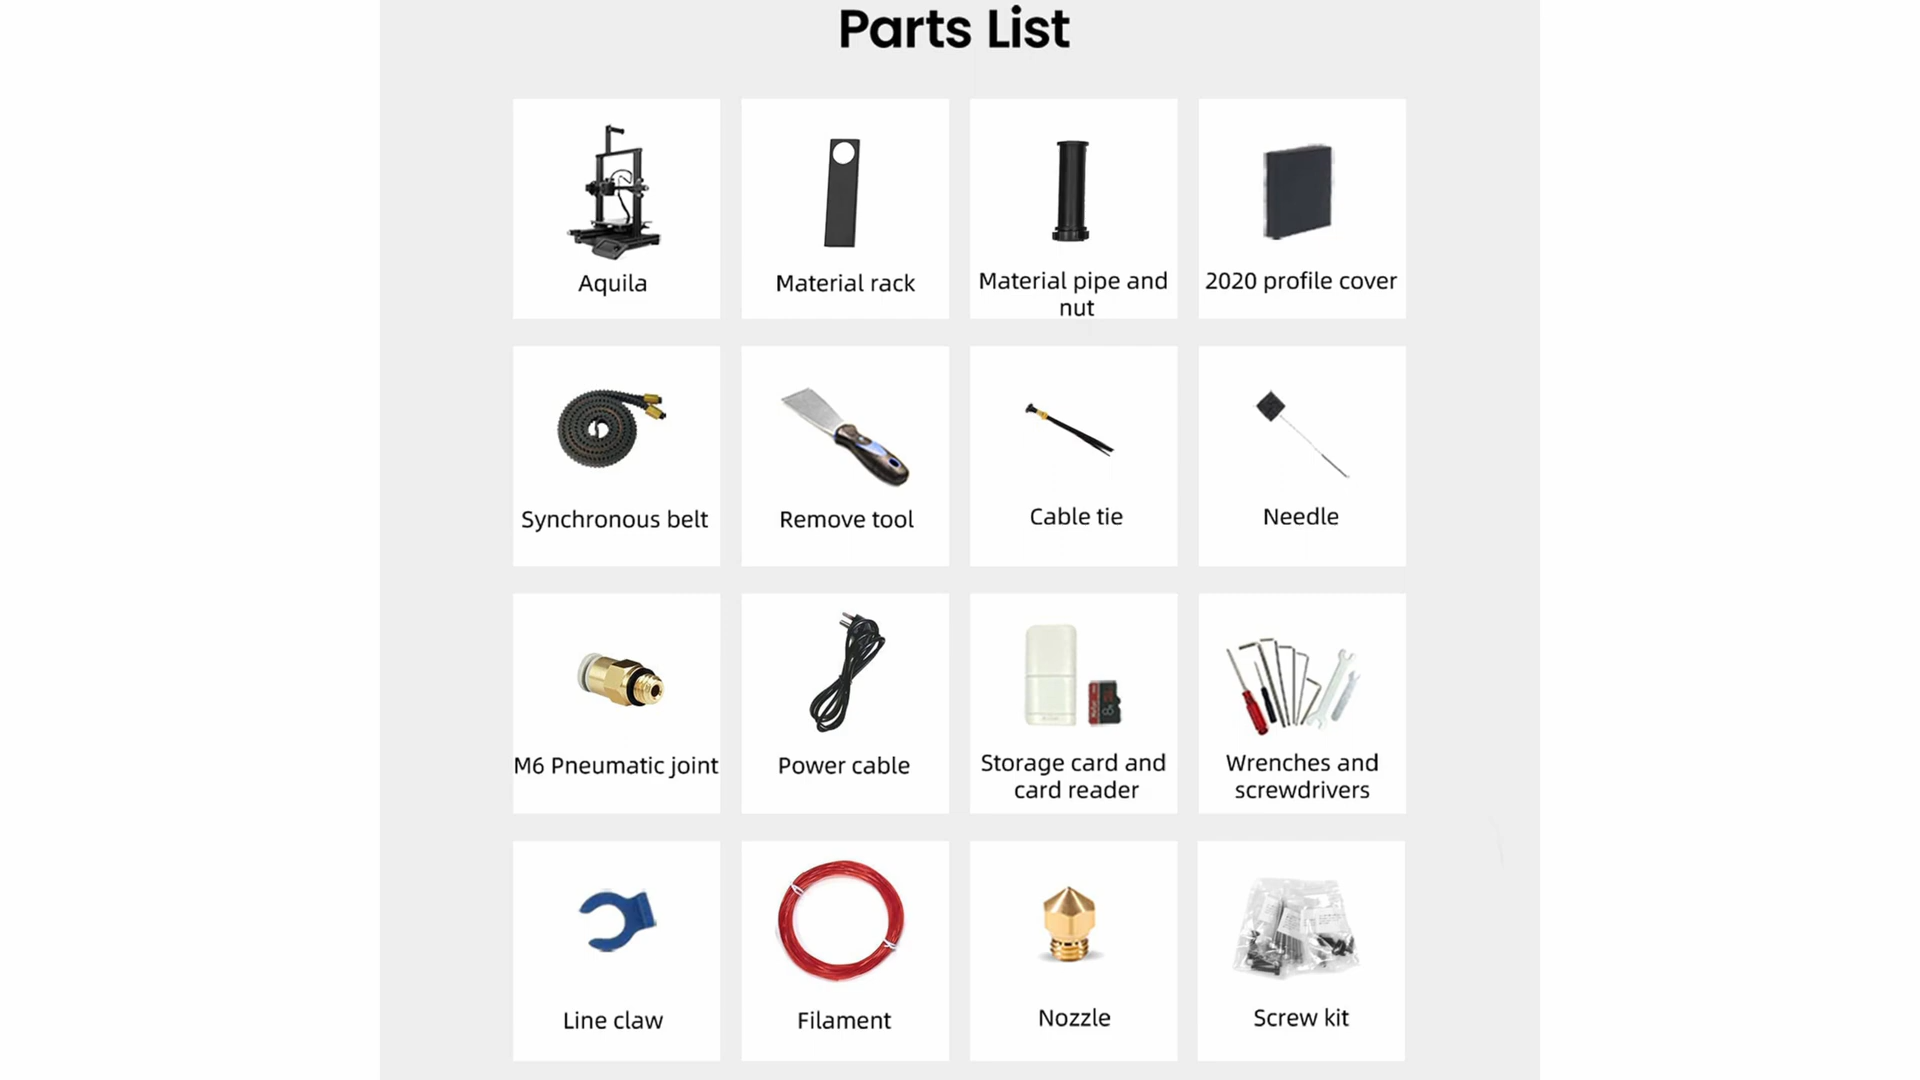 Parts List
Aquila
Material rack
Material pipe and
nut
2020 profile cover
Synchronous belt
Remove tool
Cable tie
Needle
M6 Pneumatic joint
Power cable
Storage card and
card reader
Wrenches and
screwdrivers
Line claw
Filament
Nozzle
Screw kit